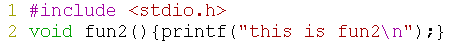 1 #include <stdio.h>
2 void fun2(){printf("this is fun2\n");}